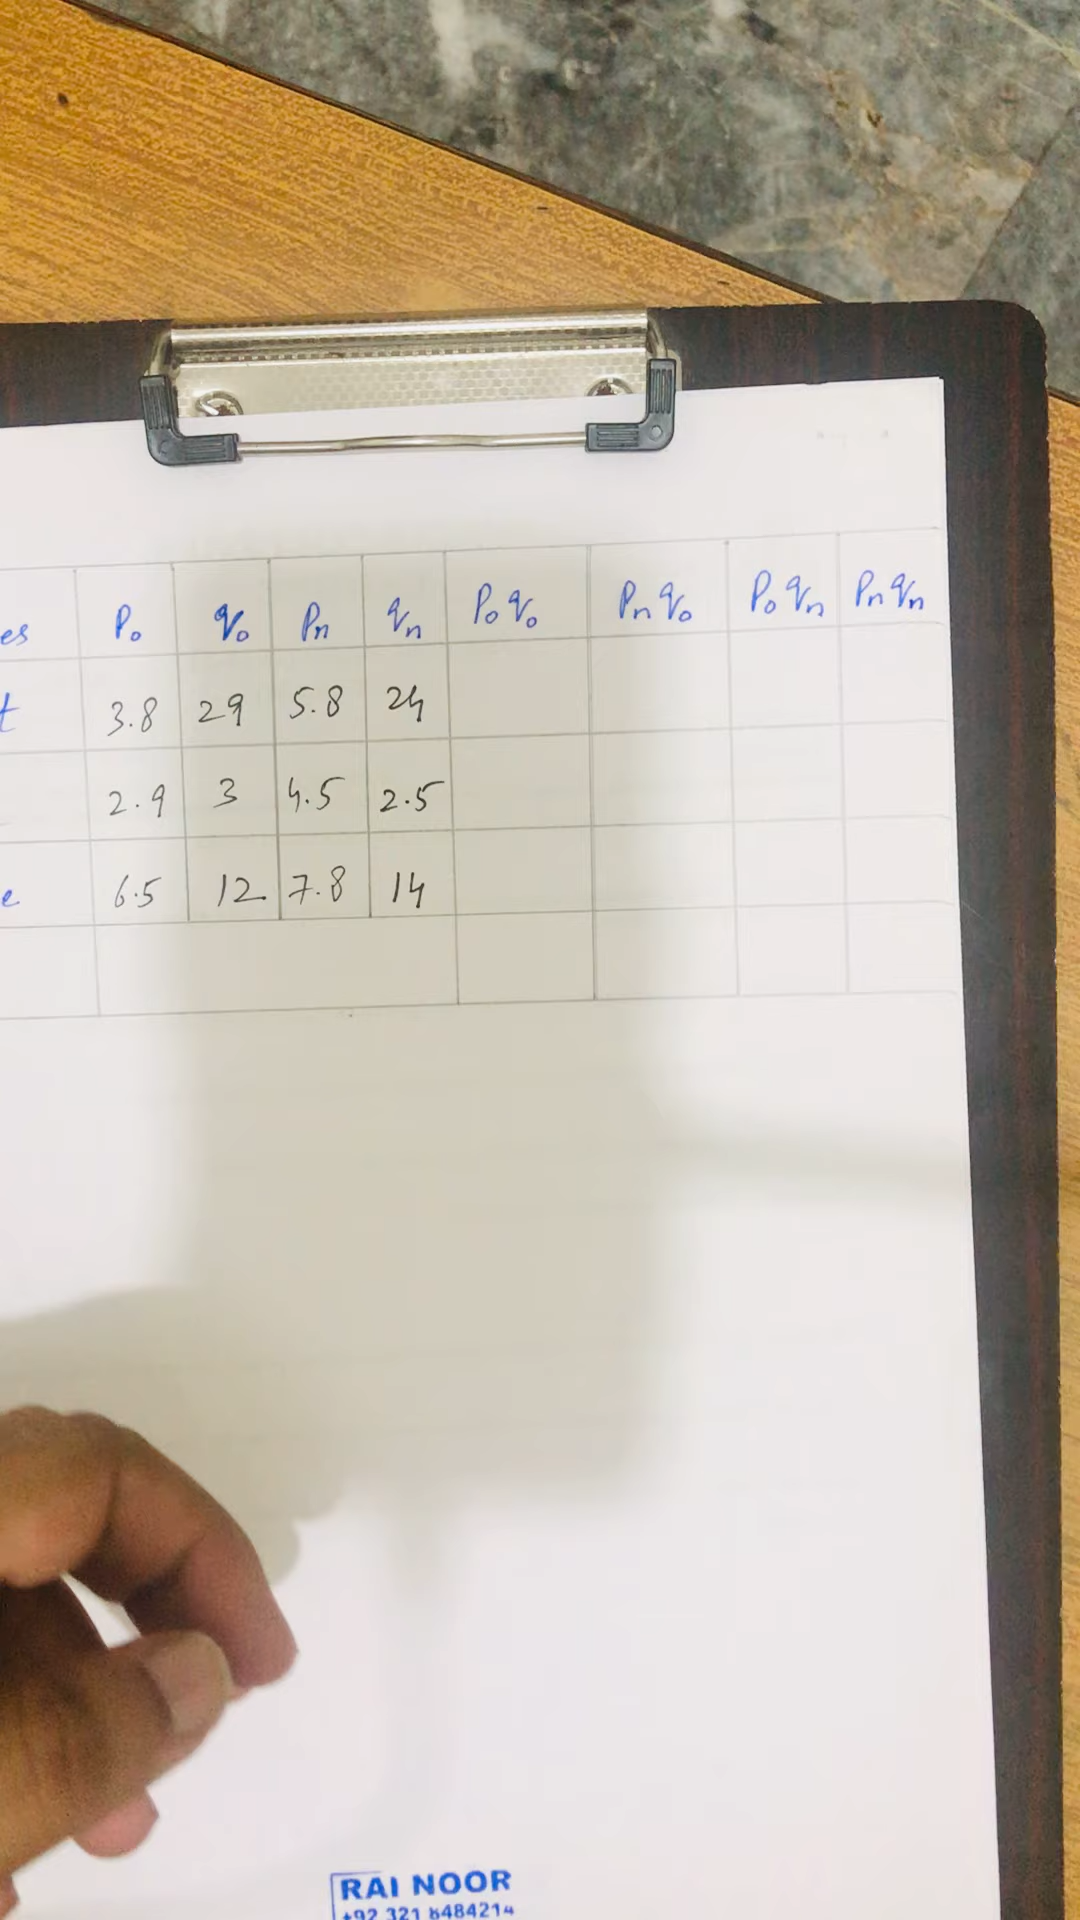 es P₀ q₀ Pn qn P₀q₀ Pnq₀ P₀qn Pnqn
t 3.8 29 5.8 24
2.9 3 4.5 2.5
e 6.5 12 7.8 14
RAI NOOR
+92 321 8484214